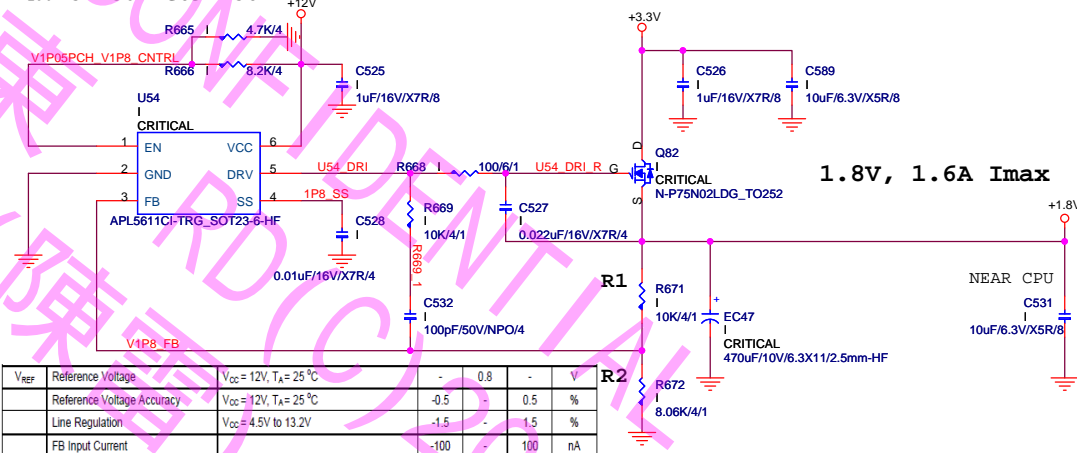 +12V
R665 I 4.7K/4
V1P05PCH_V1P8_CNTRL
R666 I 8.2K/4
C525
I
1uF/16V/X7R/8
U54
I
CRITICAL
1 EN VCC 6
2 GND DRV 5
3 FB SS 4
APL5611CI-TRG_SOT23-6-HF
U54_DRI
1P8_SS
C528
I
0.01uF/16V/X7R/4
R668 I 100/6/1
U54_DRI_R
R669
I
10K/4/1
R669_1
C527
I
0.022uF/16V/X7R/4
C532
I
100pF/50V/NPO/4
V1P8_FB
+3.3V
C526
I
1uF/16V/X7R/8
C589
I
10uF/6.3V/X5R/8
D
G
S
Q82
I
CRITICAL
N-P75N02LDG_TO252
1.8V, 1.6A Imax
+1.8V
R1
R671
I
10K/4/1
+
EC47
I
CRITICAL
470uF/10V/6.3X11/2.5mm-HF
NEAR CPU
C531
I
10uF/6.3V/X5R/8
R2
R672
I
8.06K/4/1
VREF Reference Voltage VCC = 12V, TA = 25 °C - 0.8 - V
Reference Voltage Accuracy VCC = 12V, TA = 25 °C -0.5 - 0.5 %
Line Regulation VCC = 4.5V to 13.2V -1.5 - 1.5 %
FB Input Current -100 - 100 nA
CONFIDENTIAL
RD(C)20
陳雷)